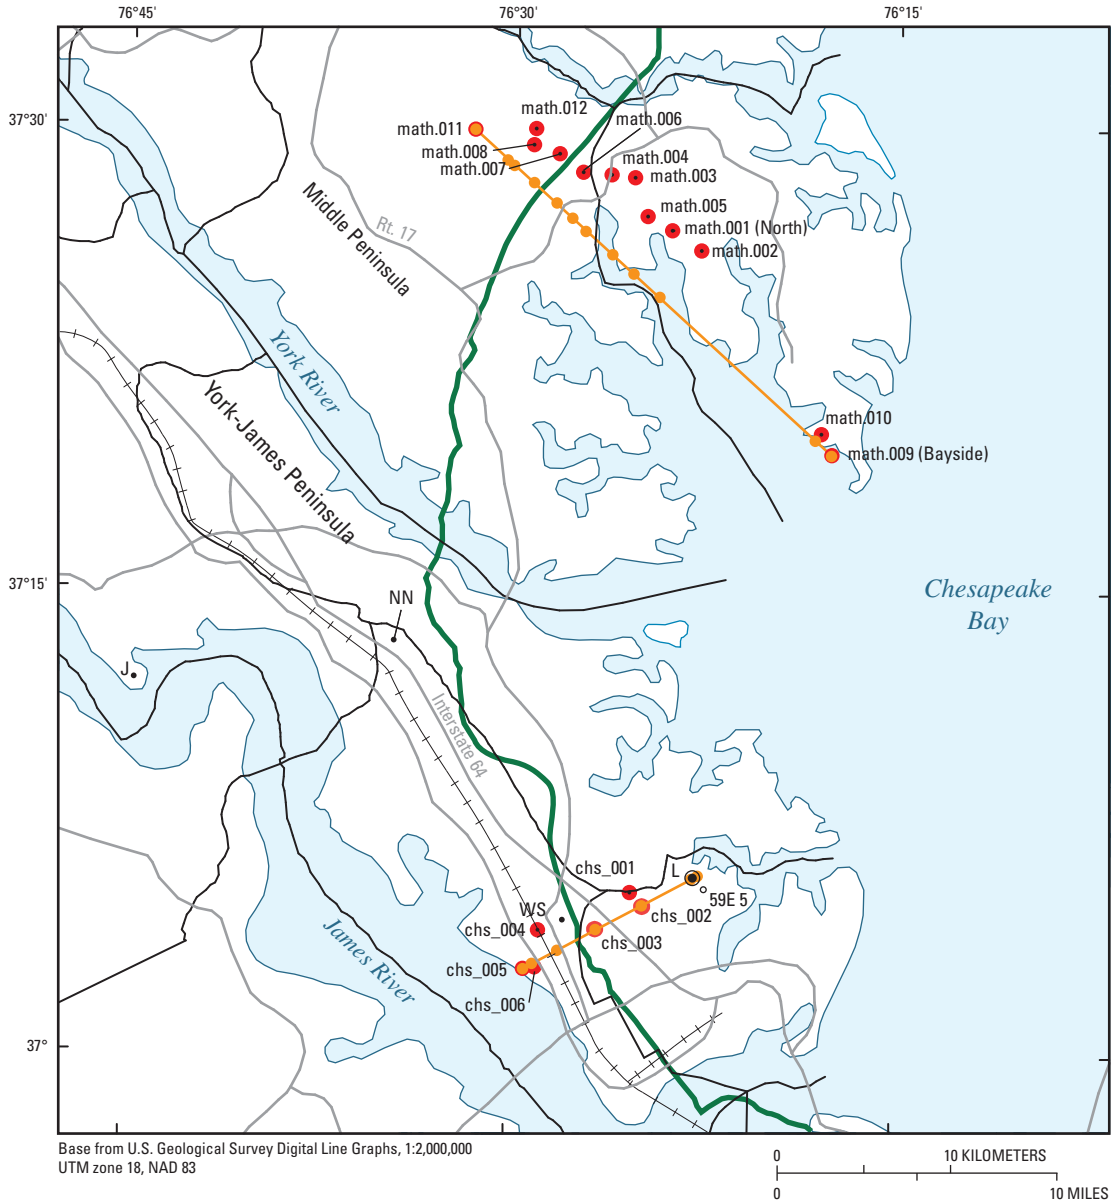 76°45'
76°30'
76°15'
37°30'
math.012
math.011
math.006
math.008
math.007
math.004
math.003
Middle Peninsula
Rt. 17
math.005
math.001 (North)
math.002
York River
York-James Peninsula
math.010
math.009 (Bayside)
37°15'
NN
Chesapeake
Bay
J
Interstate 64
chs_001
L
59E 5
WS
chs_002
chs_004
chs_003
James River
chs_005
chs_006
37°
Base from U.S. Geological Survey Digital Line Graphs, 1:2,000,000
UTM zone 18, NAD 83
0
10 KILOMETERS
0
10 MILES